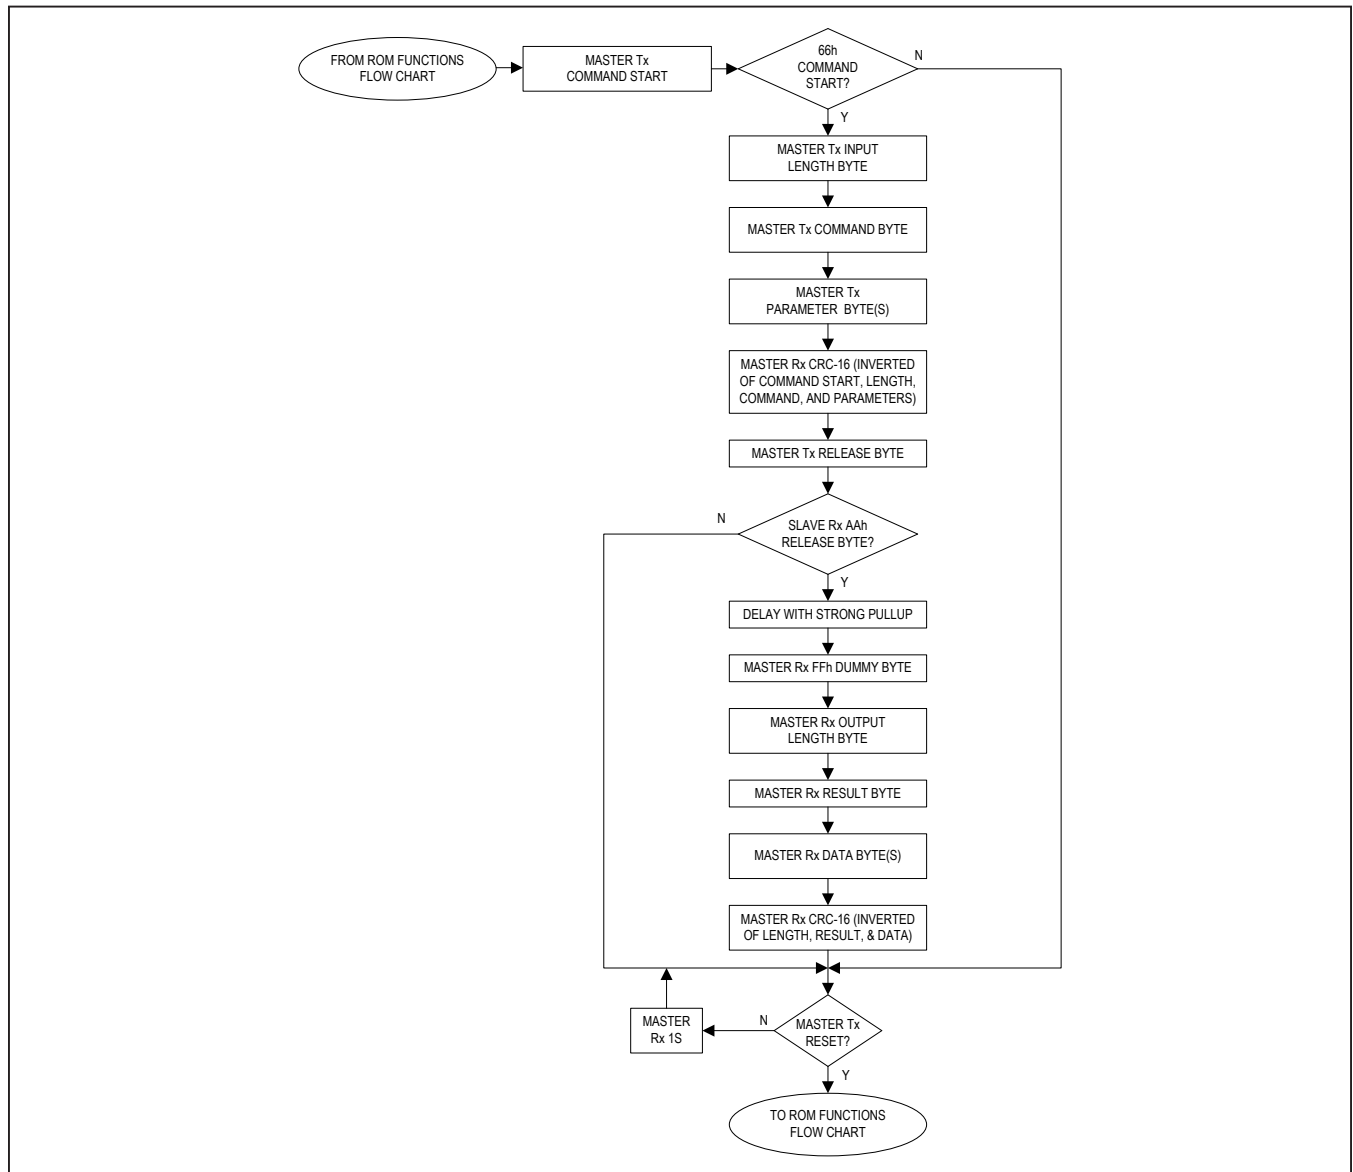 FROM ROM FUNCTIONS
FLOW CHART
MASTER Tx
COMMAND START
66h
COMMAND
START?
N
Y
MASTER Tx INPUT
LENGTH BYTE
MASTER Tx COMMAND BYTE
MASTER Tx
PARAMETER BYTE(S)
MASTER Rx CRC-16 (INVERTED
OF COMMAND START, LENGTH,
COMMAND, AND PARAMETERS)
MASTER Tx RELEASE BYTE
N
SLAVE Rx AAh
RELEASE BYTE?
Y
DELAY WITH STRONG PULLUP
MASTER Rx FFh DUMMY BYTE
MASTER Rx OUTPUT
LENGTH BYTE
MASTER Rx RESULT BYTE
MASTER Rx DATA BYTE(S)
MASTER Rx CRC-16 (INVERTED
OF LENGTH, RESULT, & DATA)
MASTER
Rx 1S
N
MASTER Tx
RESET?
Y
TO ROM FUNCTIONS
FLOW CHART